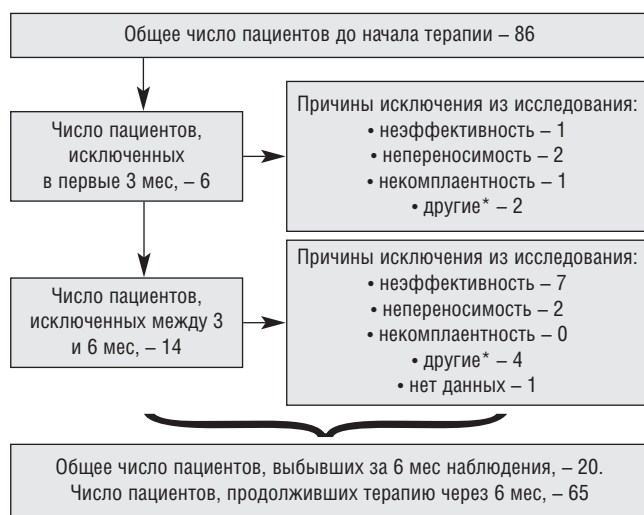 Общее число пациентов до начала терапии – 86
Число пациентов,
исключенных
в первые 3 мес, – 6
Причины исключения из исследования:
• неэффективность – 1
• непереносимость – 2
• некомплаентность – 1
• другие* – 2
Число пациентов,
исключенных между 3
и 6 мес, – 14
Причины исключения из исследования:
• неэффективность – 7
• непереносимость – 2
• некомплаентность – 0
• другие* – 4
• нет данных – 1
Общее число пациентов, выбывших за 6 мес наблюдения, – 20.
Число пациентов, продолживших терапию через 6 мес, – 65